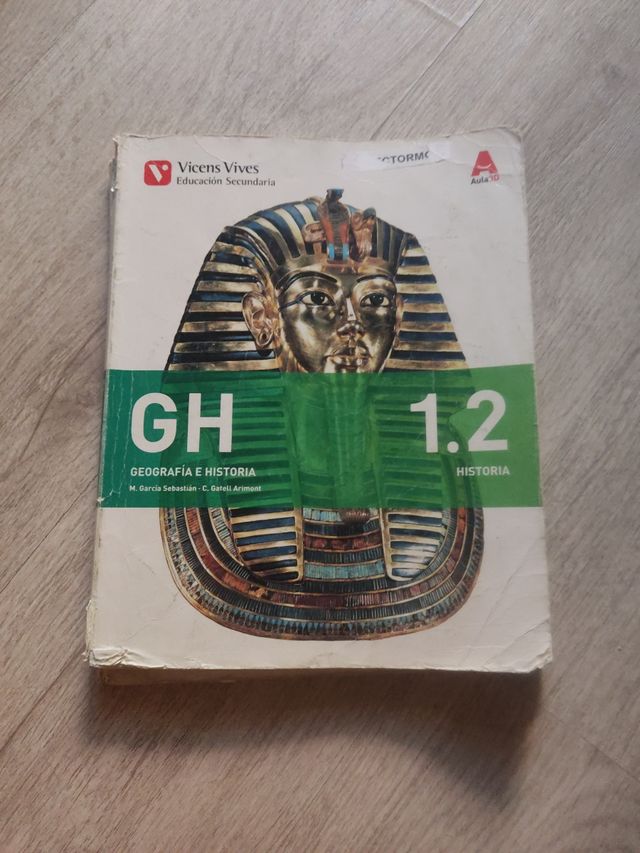 Vicens Vives
Educación Secundaria
Aula 3D
GH
1.2
GEOGRAFÍA E HISTORIA
HISTORIA
M. García Sebastián · C. Gatell Arimont